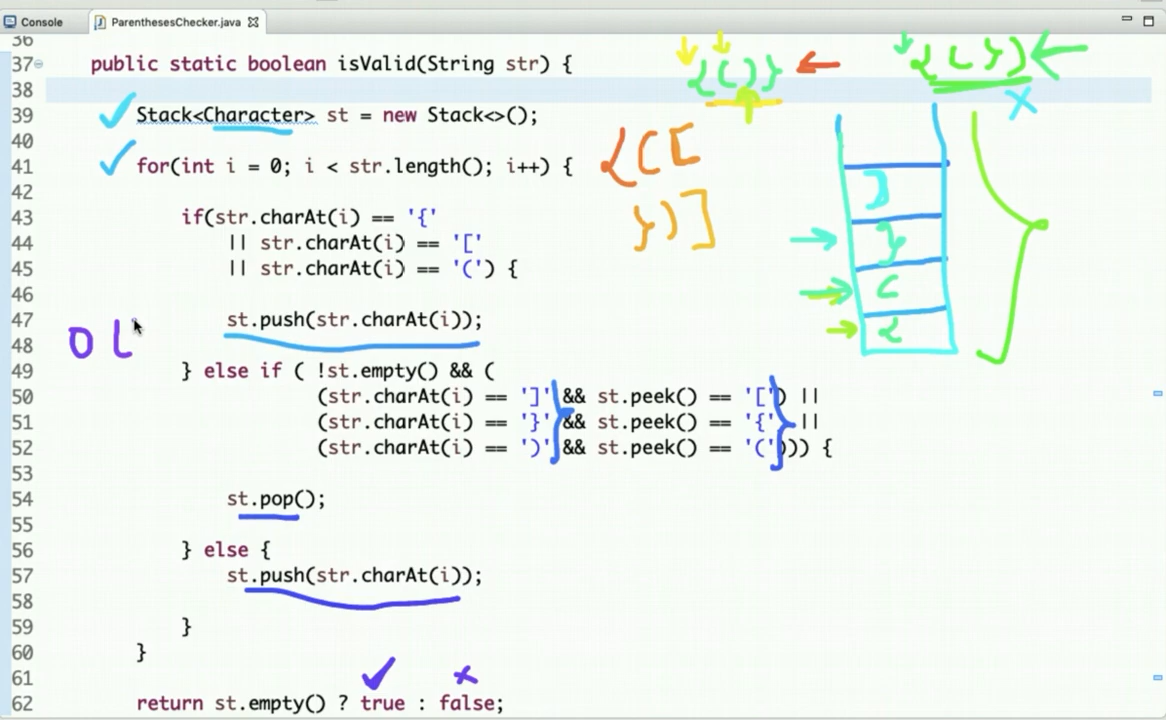 Console
ParenthesesChecker.java
36
37 public static boolean isValid(String str) {
38
39 Stack<Character> st = new Stack<>();
40
41 for(int i = 0; i < str.length(); i++) {
42
43 if(str.charAt(i) == '{'
44 || str.charAt(i) == '['
45 || str.charAt(i) == '(') {
46
47 st.push(str.charAt(i));
48
49 } else if ( !st.empty() && (
50 (str.charAt(i) == ']' && st.peek() == '[') ||
51 (str.charAt(i) == '}' && st.peek() == '{') ||
52 (str.charAt(i) == ')' && st.peek() == '('))) {
53
54 st.pop();
55
56 } else {
57 st.push(str.charAt(i));
58
59 }
60 }
61
62 return st.empty() ? true : false;
{()}
{(})
{([
})]
}
(
{